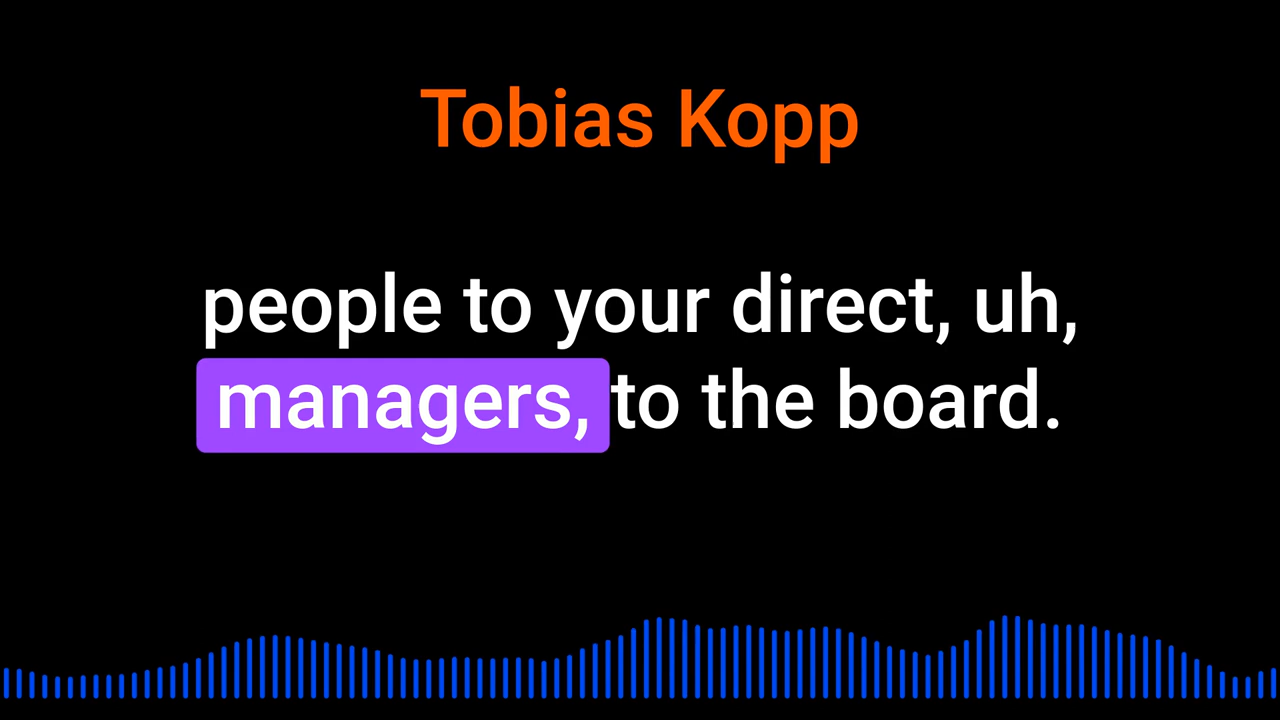 Tobias Kopp
people to your direct, uh,
managers, to the board.